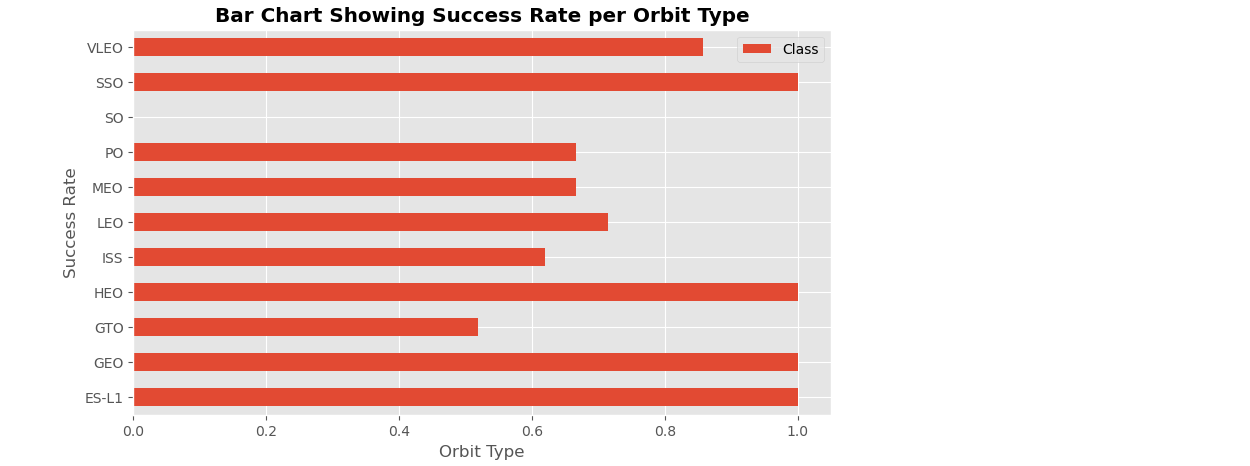 Bar Chart Showing Success Rate per Orbit Type
Class
Success Rate
VLEO
SSO
SO
PO
MEO
LEO
ISS
HEO
GTO
GEO
ES-L1
0.0 0.2 0.4 0.6 0.8 1.0
Orbit Type